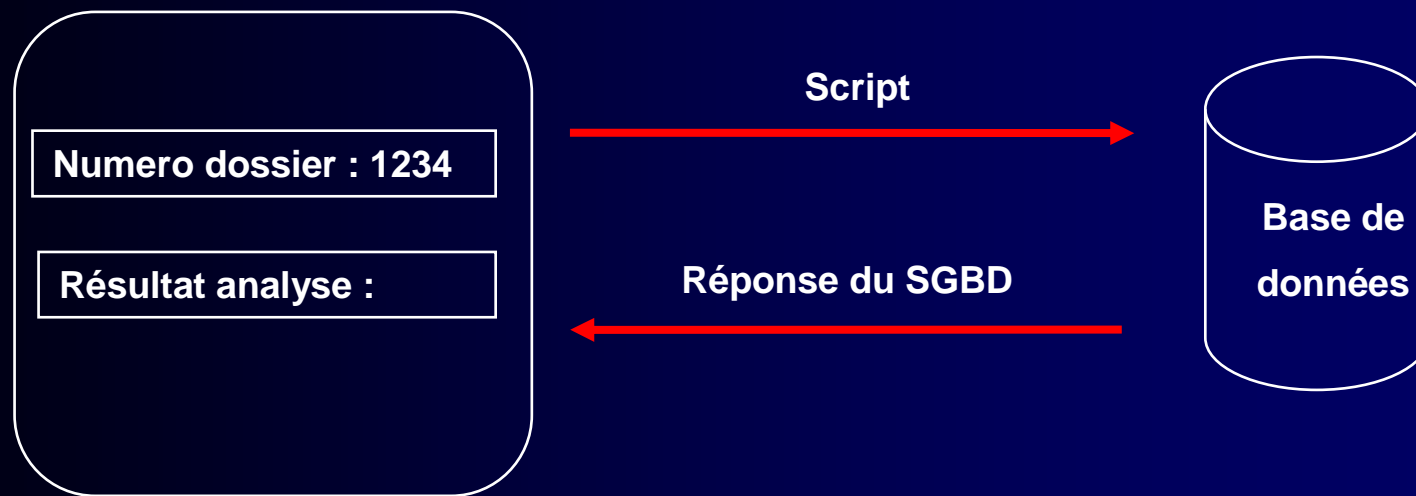 Script
Numero dossier : 1234
Base de
données
Résultat analyse :
Réponse du SGBD